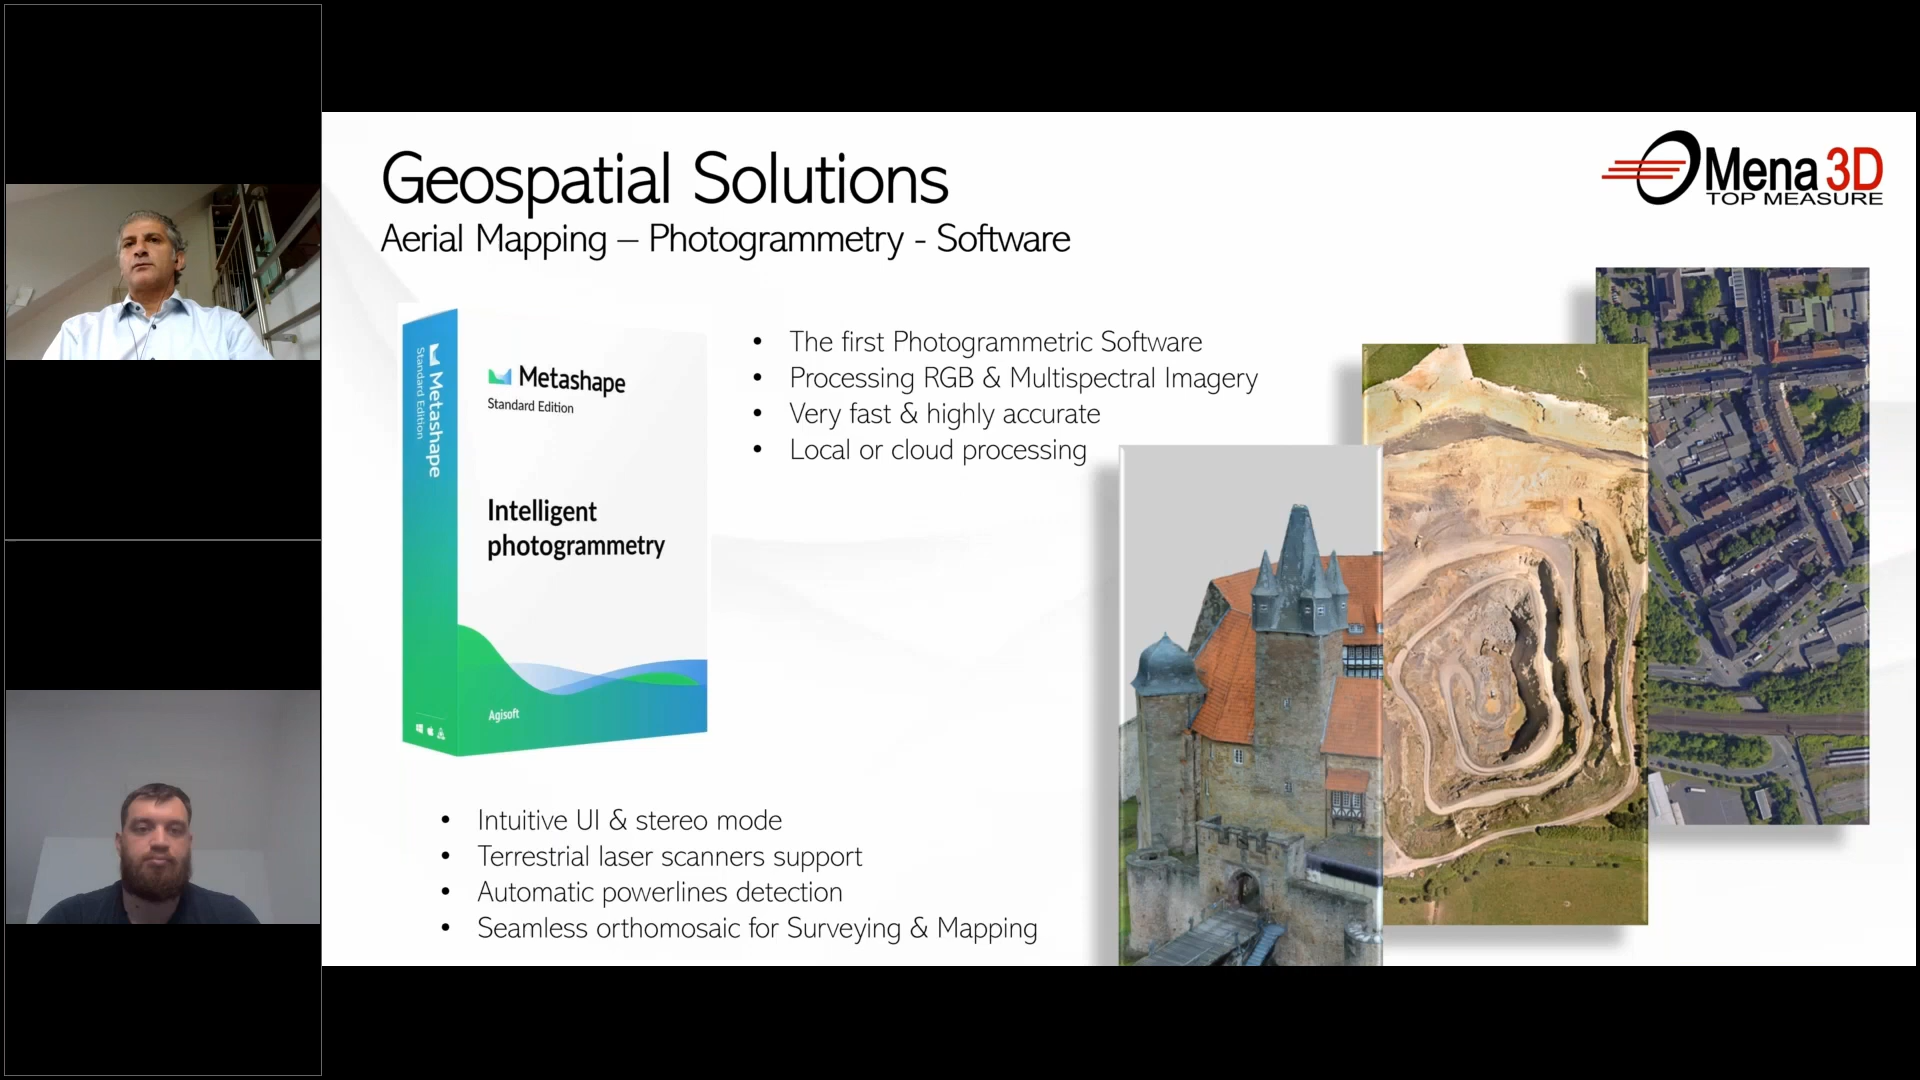 Geospatial Solutions
Aerial Mapping – Photogrammetry - Software
Mena 3D
TOP MEASURE
Metashape
Standard Edition
Metashape
Standard Edition
Intelligent
photogrammetry
Agisoft
• The first Photogrammetric Software
• Processing RGB & Multispectral Imagery
• Very fast & highly accurate
• Local or cloud processing
• Intuitive UI & stereo mode
• Terrestrial laser scanners support
• Automatic powerlines detection
• Seamless orthomosaic for Surveying & Mapping